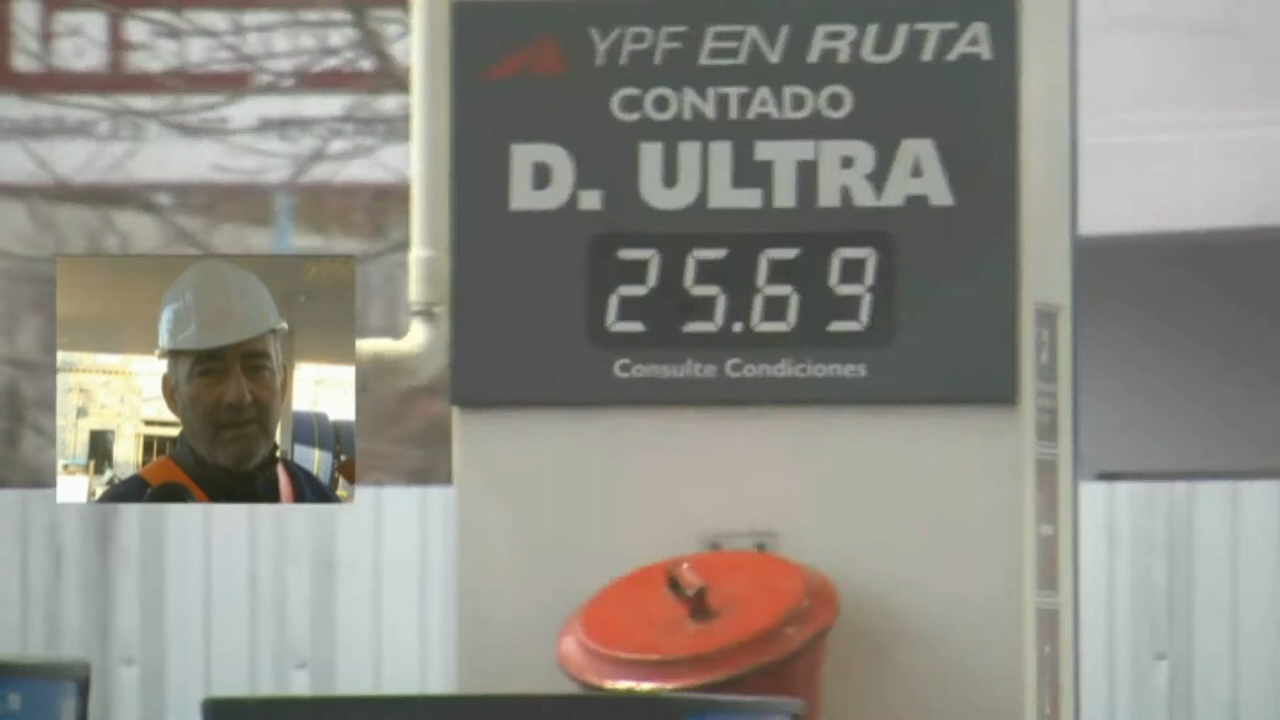 YPF EN RUTA
CONTADO
D. ULTRA
25.69
Consulte Condiciones